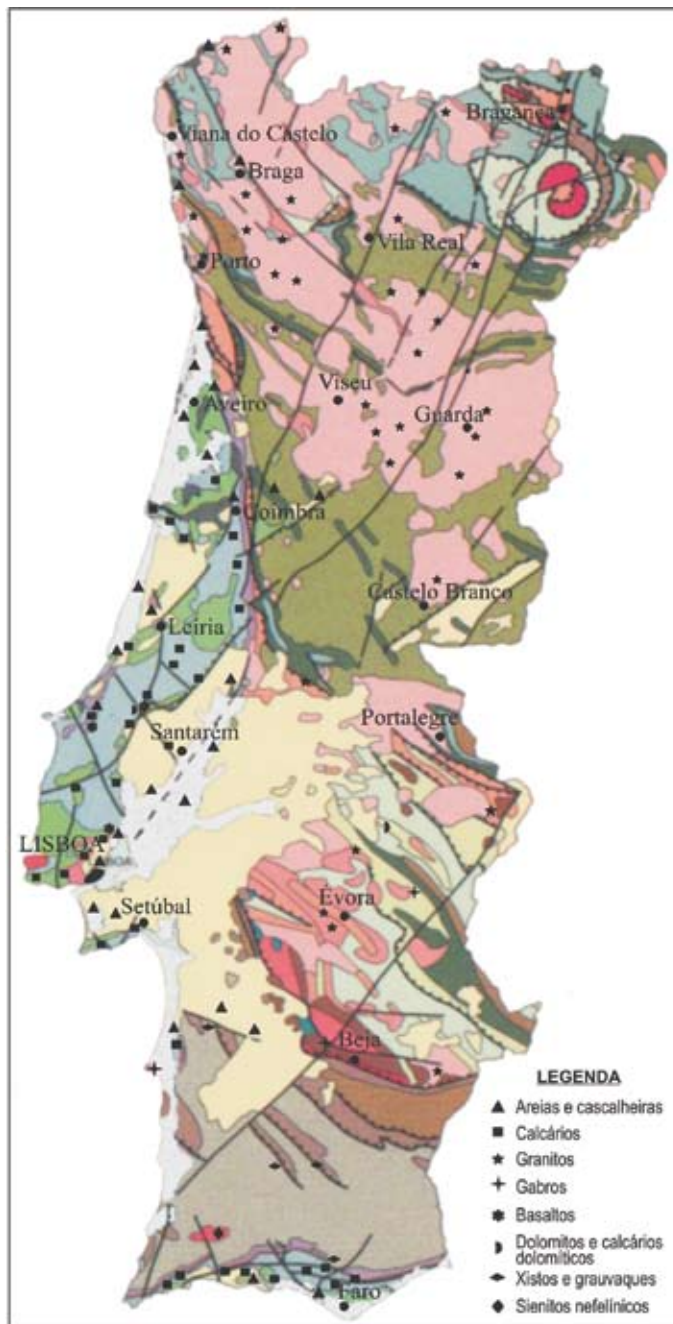 Bragança
Viana do Castelo
Braga
Vila Real
Porto
Viseu
Aveiro
Guarda
Coimbra
Castelo Branco
Leiria
Portalegre
Santarém
LISBOA
Évora
Setúbal
Beja
Faro
LEGENDA
Areias e cascalheiras
Calcários
Granitos
Gabros
Basaltos
Dolomitos e calcários
dolomíticos
Xistos e grauvaques
Sienitos nefelínicos